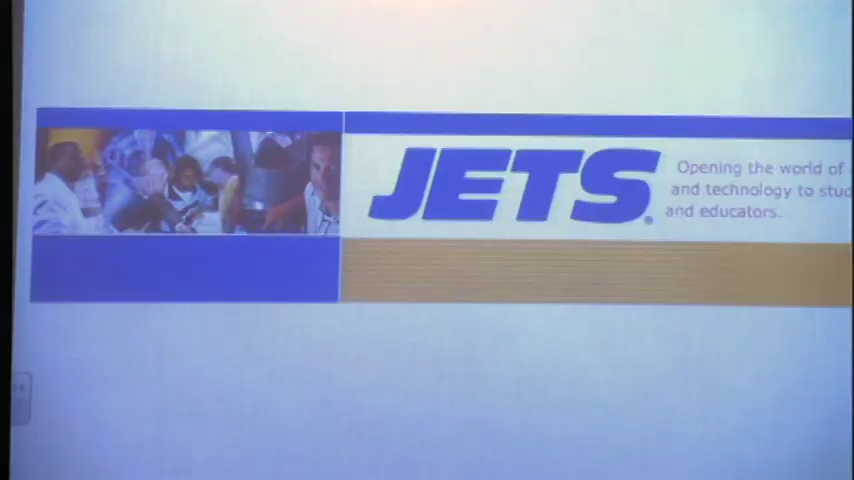 JETS®
Opening the world of
and technology to
and educators.